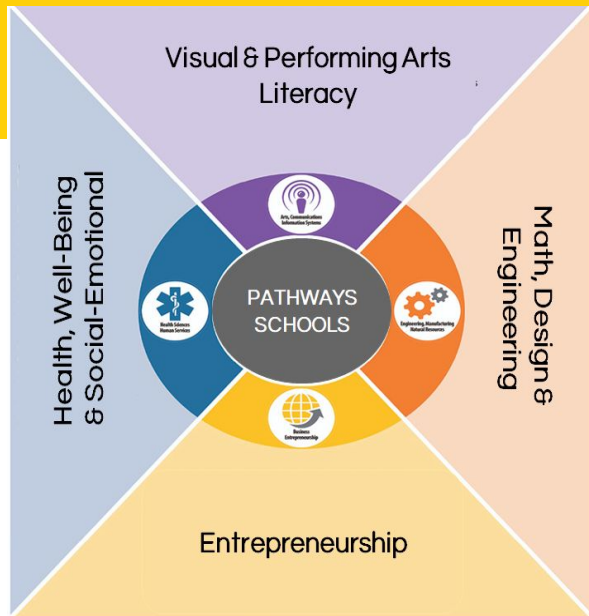 Visual & Performing Arts
Literacy
Health, Well-Being
& Social-Emotional
Arts, Communications
Information Systems
Health Sciences
Human Services
PATHWAYS
SCHOOLS
Engineering, Manufacturing
Natural Resources
Math, Design &
Engineering
Business
Entrepreneurship
Entrepreneurship